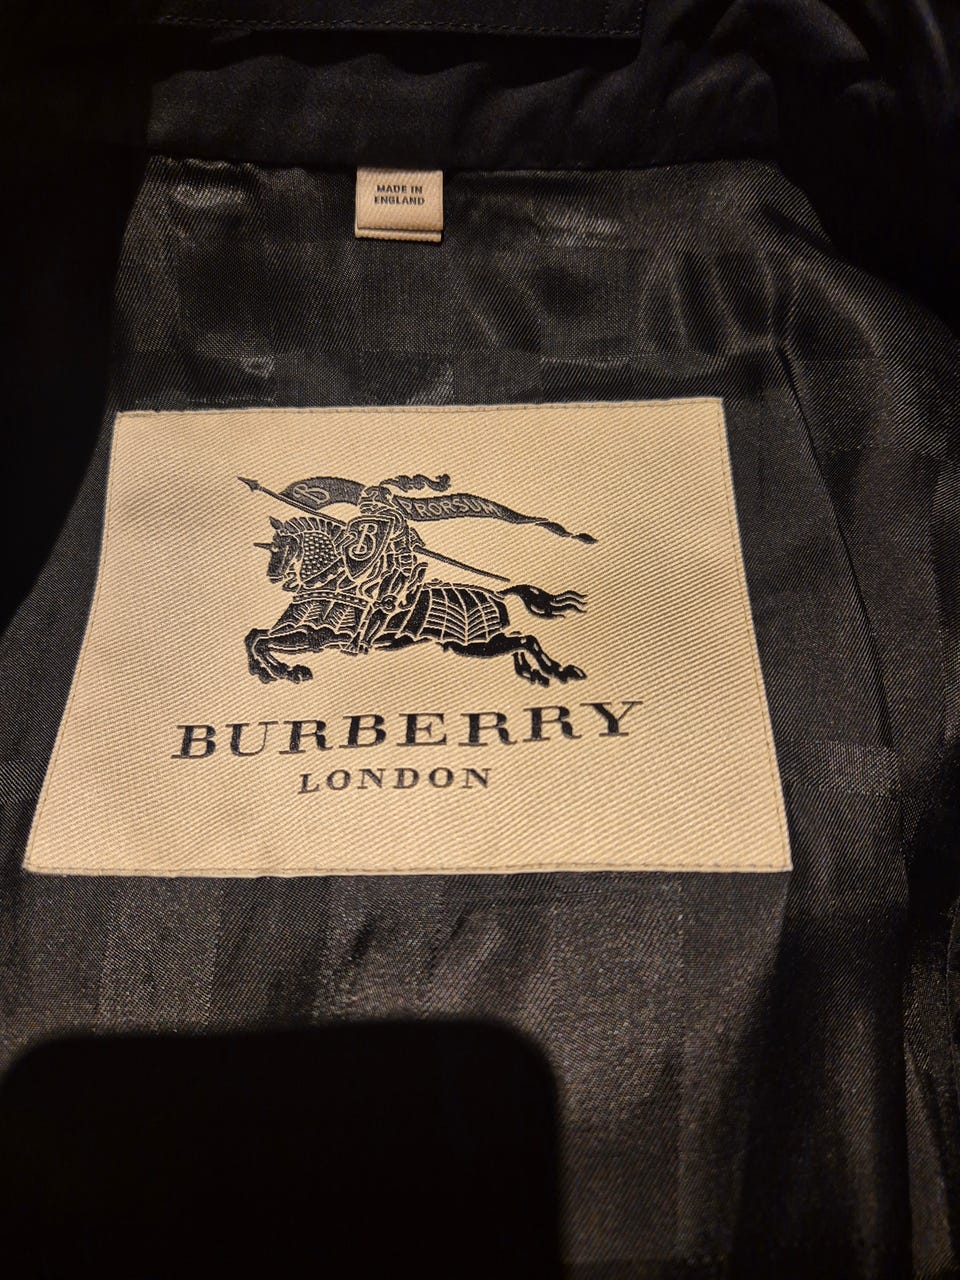 MADE IN
ENGLAND
B PRORSUM
B
BURBERRY
LONDON